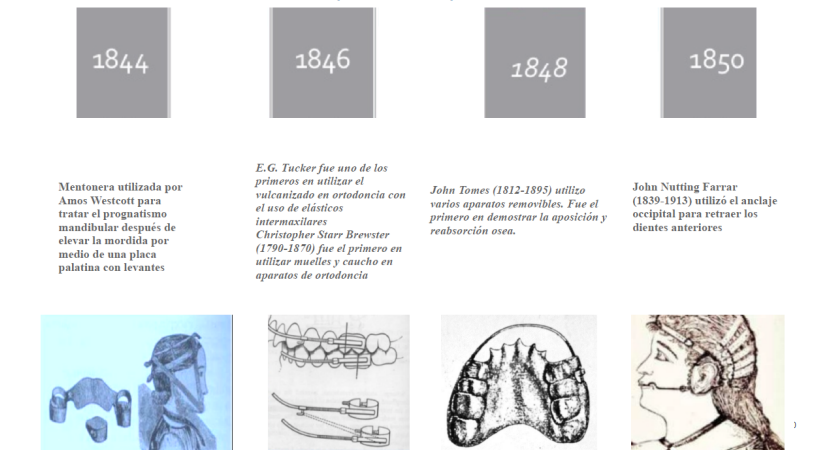 1844
1846
1848
1850
Mentonera utilizada por
Amos Westcott para
tratar el prognatismo
mandibular después de
elevar la mordida por
medio de una placa
palatina con levantes
E.G. Tucker fue uno de los
primeros en utilizar el
vulcanizado en ortodoncia con
el uso de elásticos
intermaxilares
Christopher Starr Brewster
(1790-1870) fue el primero en
utilizar muelles y caucho en
aparatos de ortodoncia
John Tomes (1812-1895) utilizo
varios aparatos removibles. Fue el
primero en demostrar la aposición y
reabsorción osea.
John Nutting Farrar
(1839-1913) utilizó el anclaje
occipital para retraer los
dientes anteriores